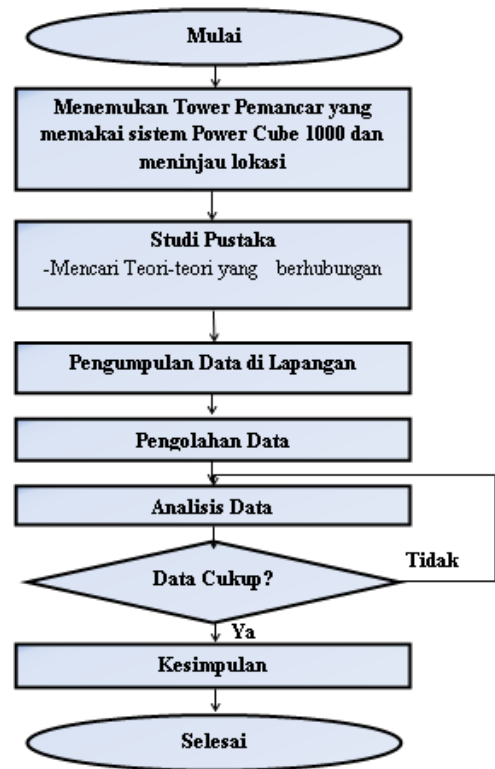 Mulai
Menemukan Tower Pemancar yang
memakai sistem Power Cube 1000 dan
meninjau lokasi
Studi Pustaka
-Mencari Teori-teori yang berhubungan
Pengumpulan Data di Lapangan
Pengolahan Data
Analisis Data
Data Cukup?
Tidak
Ya
Kesimpulan
Selesai